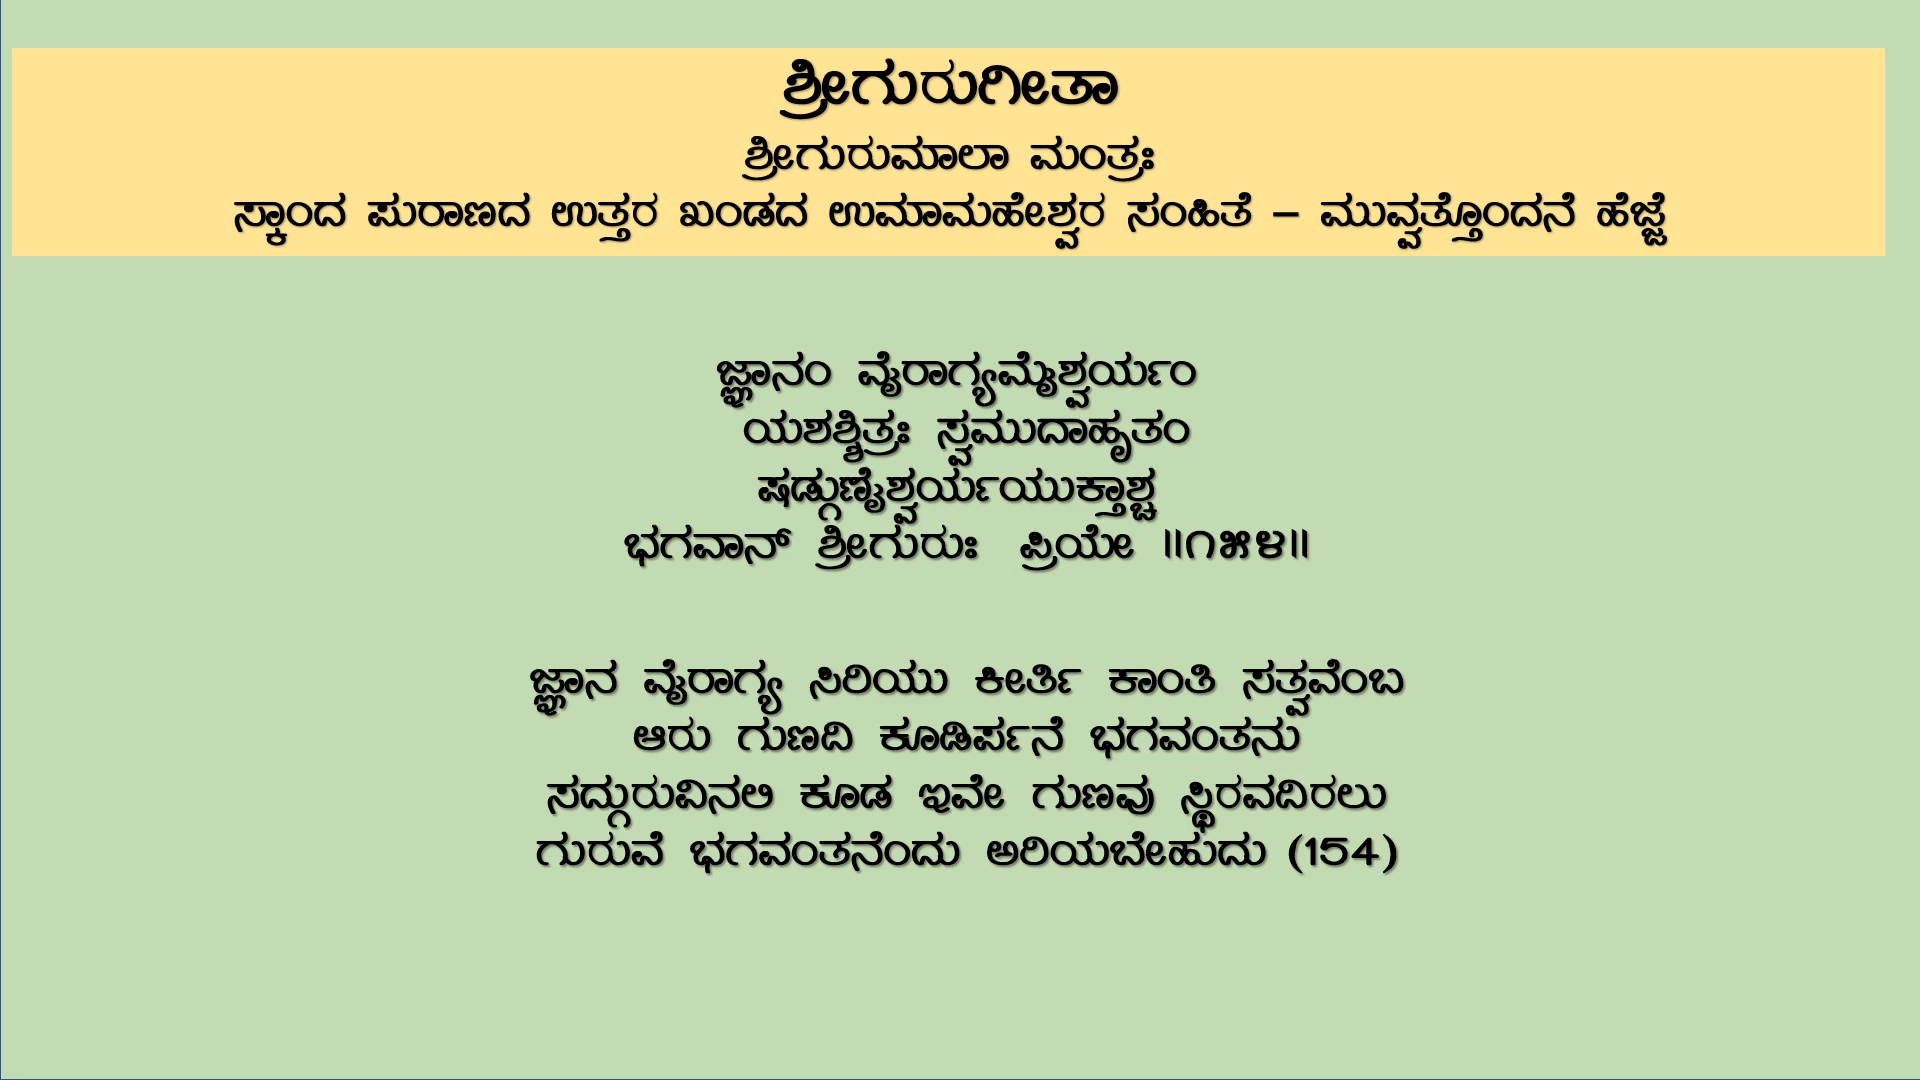 ಶ್ರೀಗುರುಗೀತಾ
ಶ್ರೀಗುರುಮಾಲಾ ಮಂತ್ರಃ
ಸ್ಕಾಂದ ಪುರಾಣದ ಉತ್ತರ ಖಂಡದ ಉಮಾಮಹೇಶ್ವರ ಸಂಹಿತೆ – ಮುವ್ವತ್ತೊಂದನೆ ಹೆಜ್ಜೆ
ಜ್ಞಾನಂ ವೈರಾಗ್ಯಮೈಶ್ವರ್ಯಂ
ಯಶಶ್ಶ್ರಿತ್ರಃ ಸ್ವಮುದಾಹೃತಂ
ಷಡ್ಗುಣೈಶ್ವರ್ಯಯುಕ್ತಾಶ್ಚ
ಭಗವಾನ್ ಶ್ರೀಗುರುಃ ಪ್ರಿಯೇ ॥೧೫೪॥
ಜ್ಞಾನ ವೈರಾಗ್ಯ ಸಿರಿಯು ಕೀರ್ತಿ ಕಾಂತಿ ಸತ್ವವೆಂಬ
ಆರು ಗುಣದಿ ಕೂಡಿರ್ಪನೆ ಭಗವಂತನು
ಸದ್ಗುರುವಿನಲಿ ಕೂಡ ಇವೇ ಗುಣವು ಸ್ಥಿರವದಿರಲು
ಗುರುವೆ ಭಗವಂತನೆಂದು ಅರಿಯಬೇಹುದು (154)